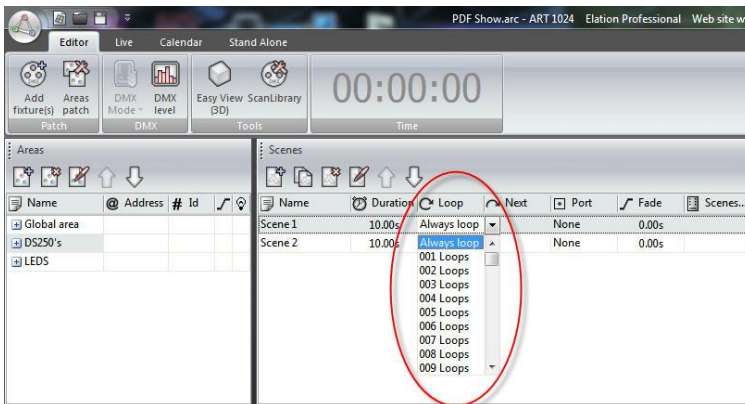 PDF Show.arc - ART 1024 Elation Professional Web site w
Editor Live Calendar Stand Alone
Add fixture(s) Areas patch DMX Mode DMX level Easy View (3D) ScanLibrary 00:00:00
Patch DMX Tools Time
Areas Scenes
Name @ Address # Id Name Duration Loop Next Port Fade Scenes...
Global area Scene 1 10.00s Always loop None 0.00s
DS250's Scene 2 10.00s Always loop None 0.00s
LEDS 001 Loops
002 Loops
003 Loops
004 Loops
005 Loops
006 Loops
007 Loops
008 Loops
009 Loops